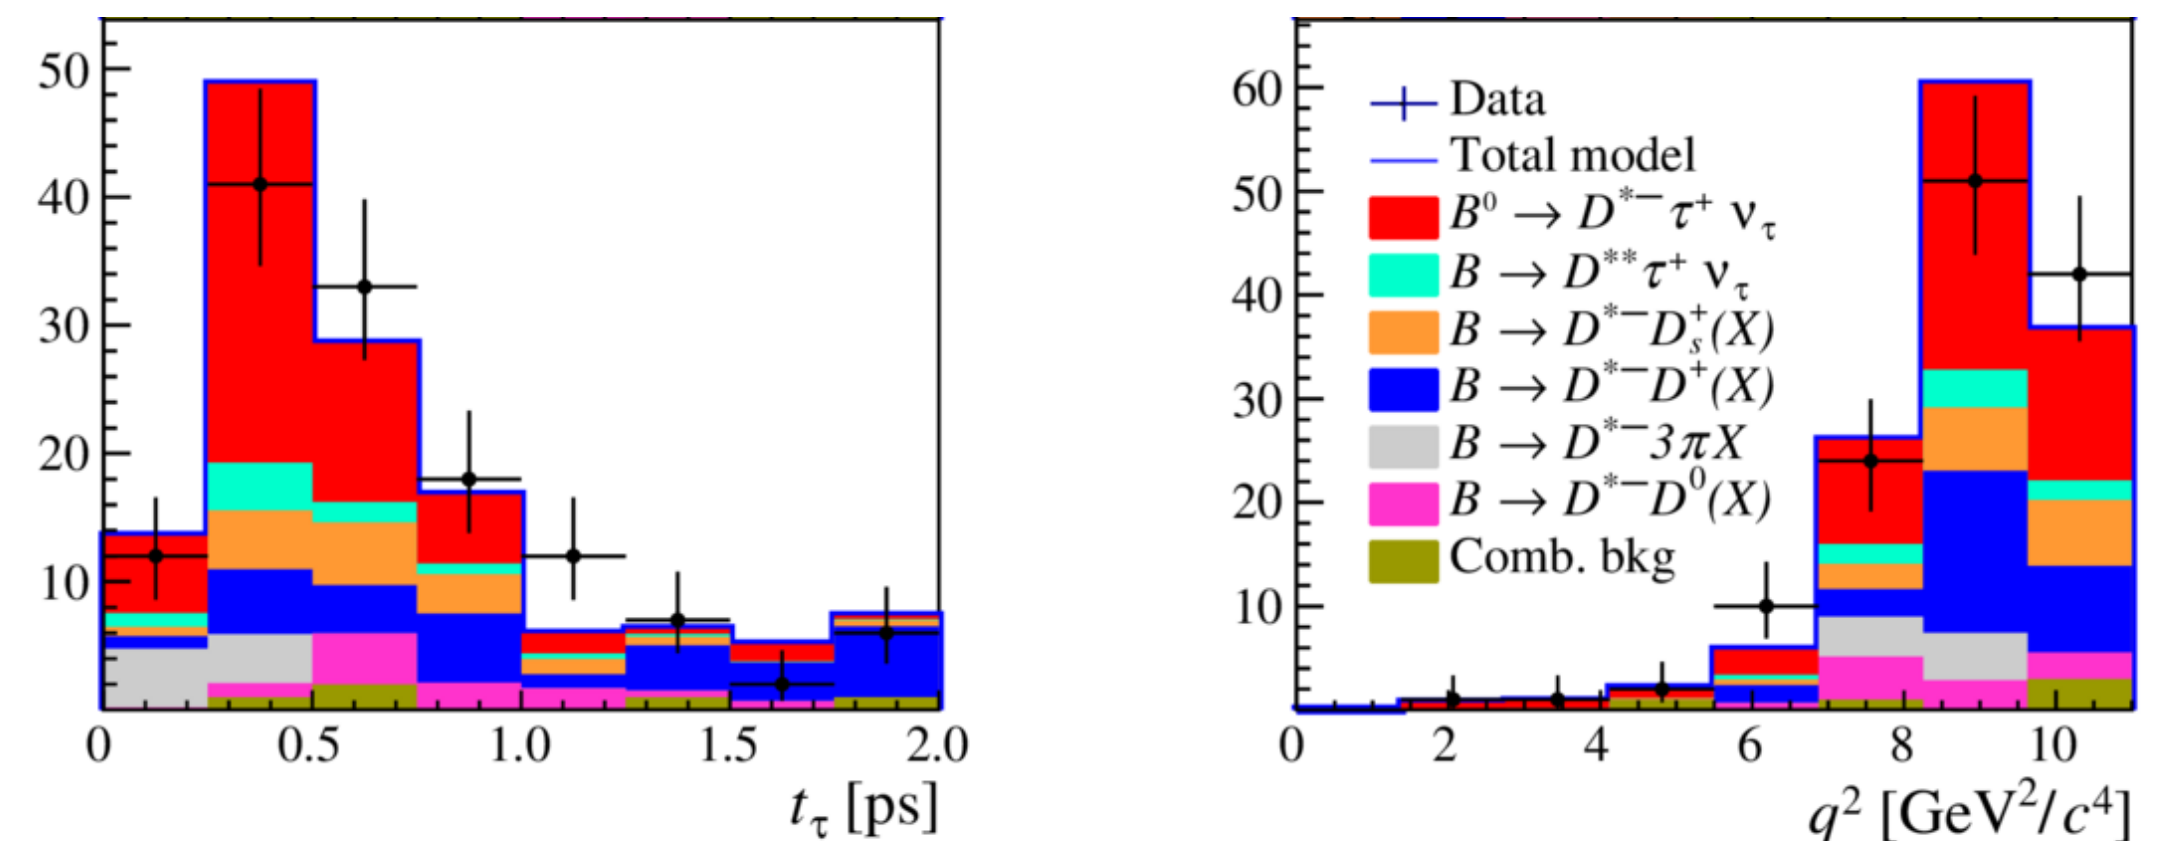 50
40
30
20
10
0 0.5 1.0 1.5 2.0
t_τ [ps]
60
50
40
30
20
10
Data
Total model
B⁰ → D*⁻ τ⁺ ν_τ
B → D** τ⁺ ν_τ
B → D*⁻ D_s⁺(X)
B → D*⁻ D⁺(X)
B → D*⁻ 3πX
B → D*⁻ D⁰(X)
Comb. bkg
0 2 4 6 8 10
q² [GeV²/c⁴]